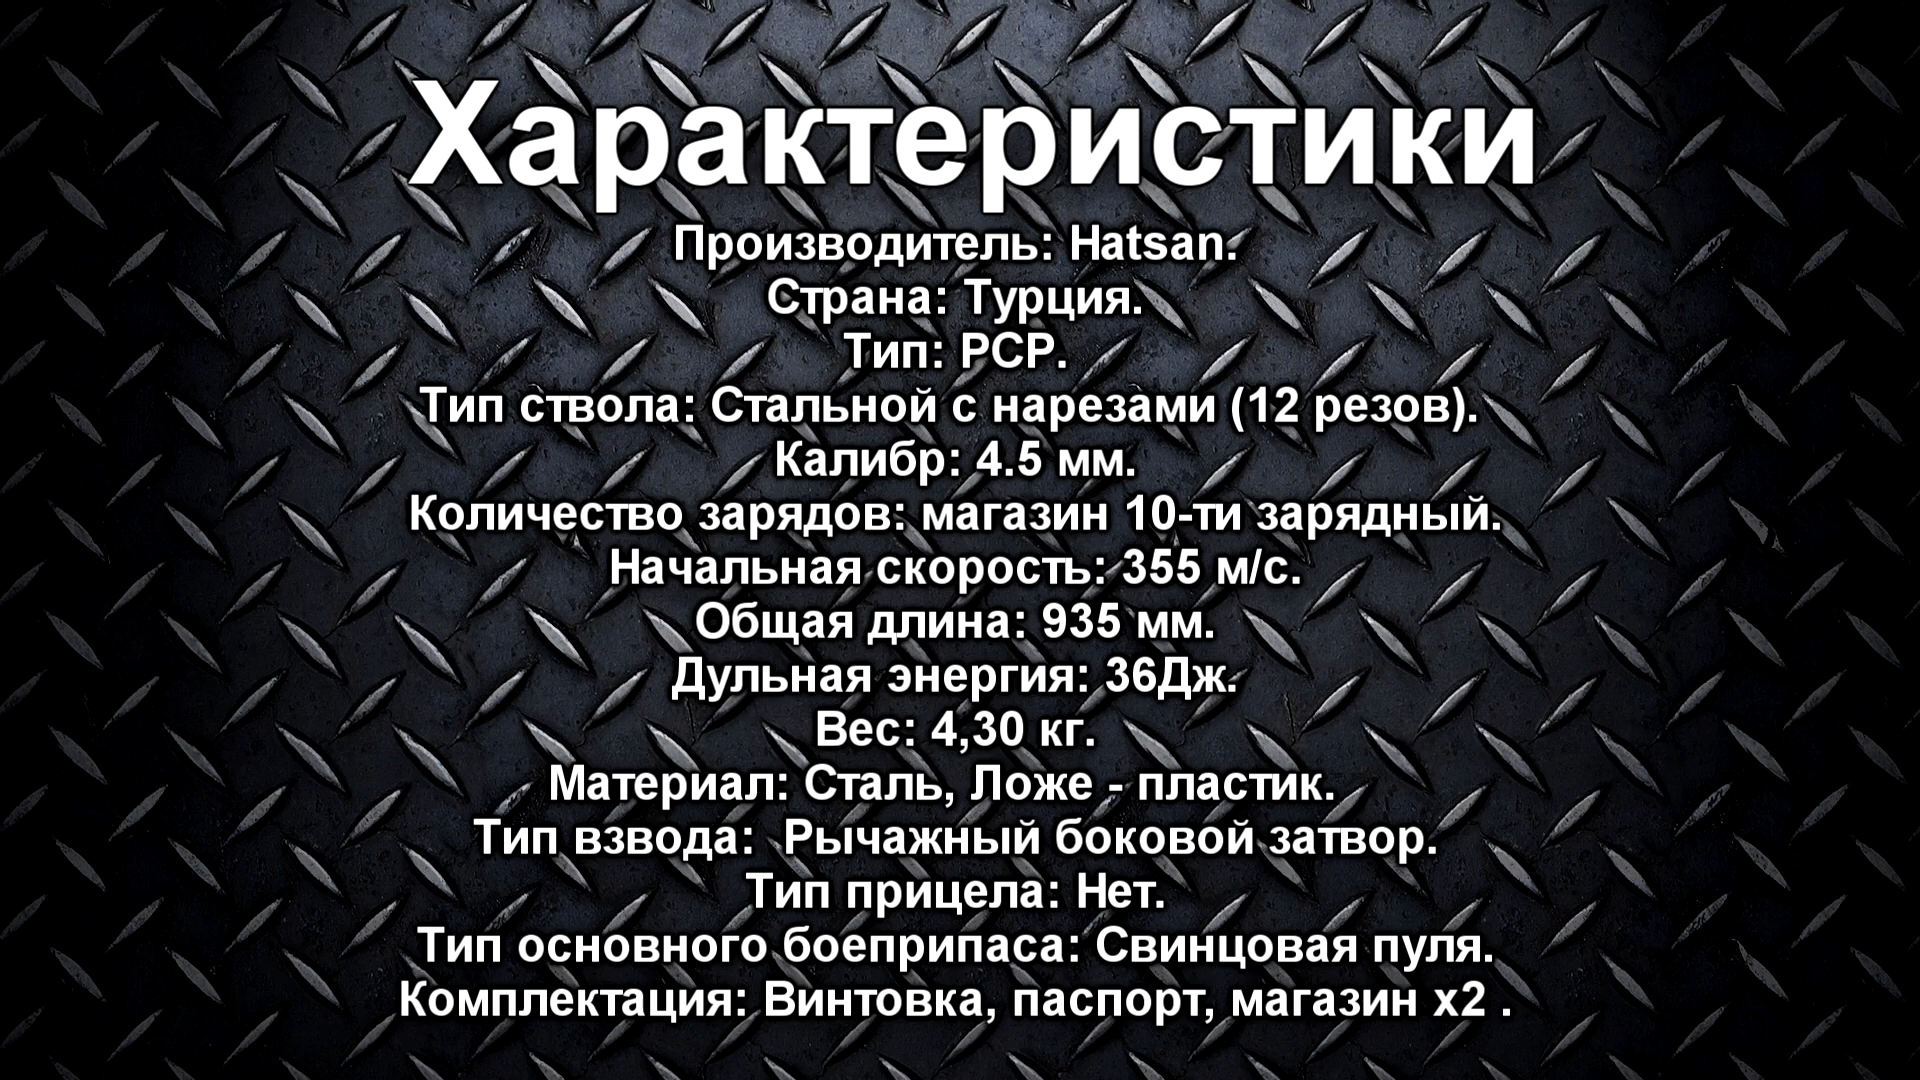 Характеристики
Производитель: Hatsan.
Страна: Турция.
Тип: PCP.
Тип ствола: Стальной с нарезами (12 резов).
Калибр: 4.5 мм.
Количество зарядов: магазин 10-ти зарядный.
Начальная скорость: 355 м/с.
Общая длина: 935 мм.
Дульная энергия: 36Дж.
Вес: 4,30 кг.
Материал: Сталь, Ложе - пластик.
Тип взвода:  Рычажный боковой затвор.
Тип прицела: Нет.
Тип основного боеприпаса: Свинцовая пуля.
Комплектация: Винтовка, паспорт, магазин х2 .